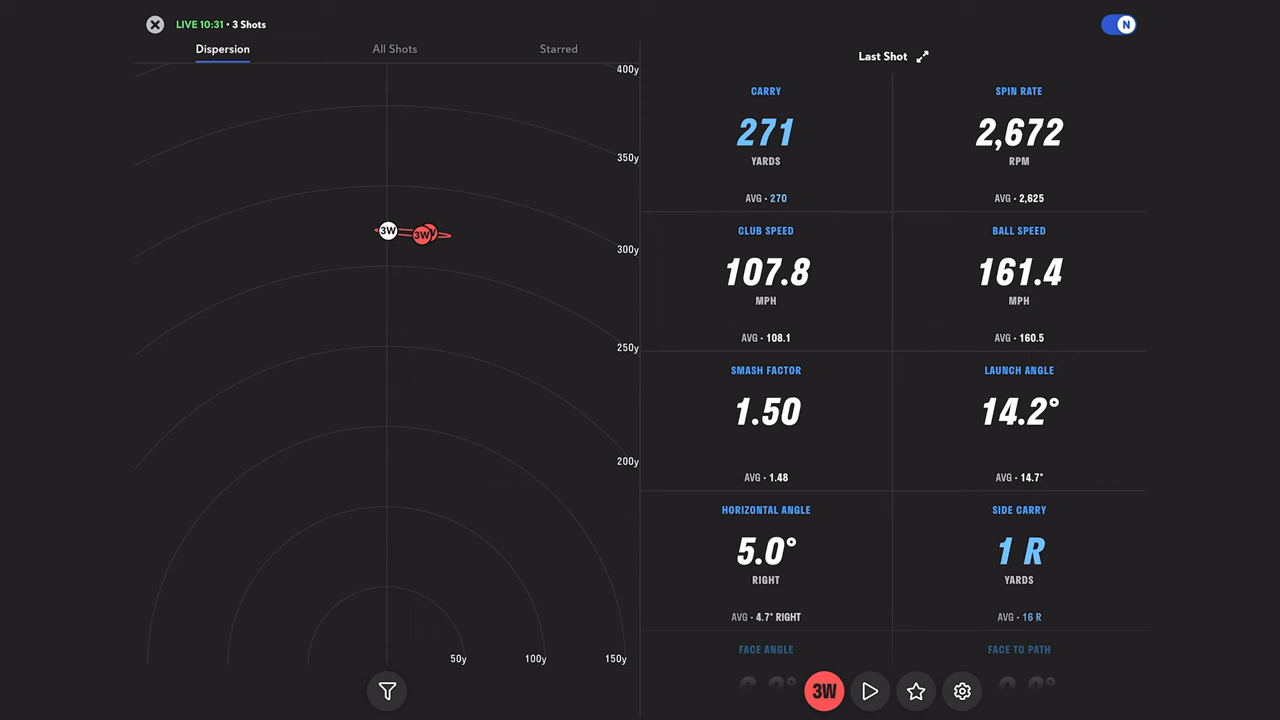 LIVE 10:31 • 3 Shots
N
Dispersion
All Shots
Starred
Last Shot
400y
350y
300y
250y
200y
50y
100y
150y
3W
3W
CARRY
271
YARDS
AVG • 270
SPIN RATE
2,672
RPM
AVG • 2,625
CLUB SPEED
107.8
MPH
AVG • 108.1
BALL SPEED
161.4
MPH
AVG • 160.5
SMASH FACTOR
1.50
AVG • 1.48
LAUNCH ANGLE
14.2°
AVG • 14.7°
HORIZONTAL ANGLE
5.0°
RIGHT
AVG • 4.7° RIGHT
SIDE CARRY
1 R
YARDS
AVG • 16 R
FACE ANGLE
FACE TO PATH
3W